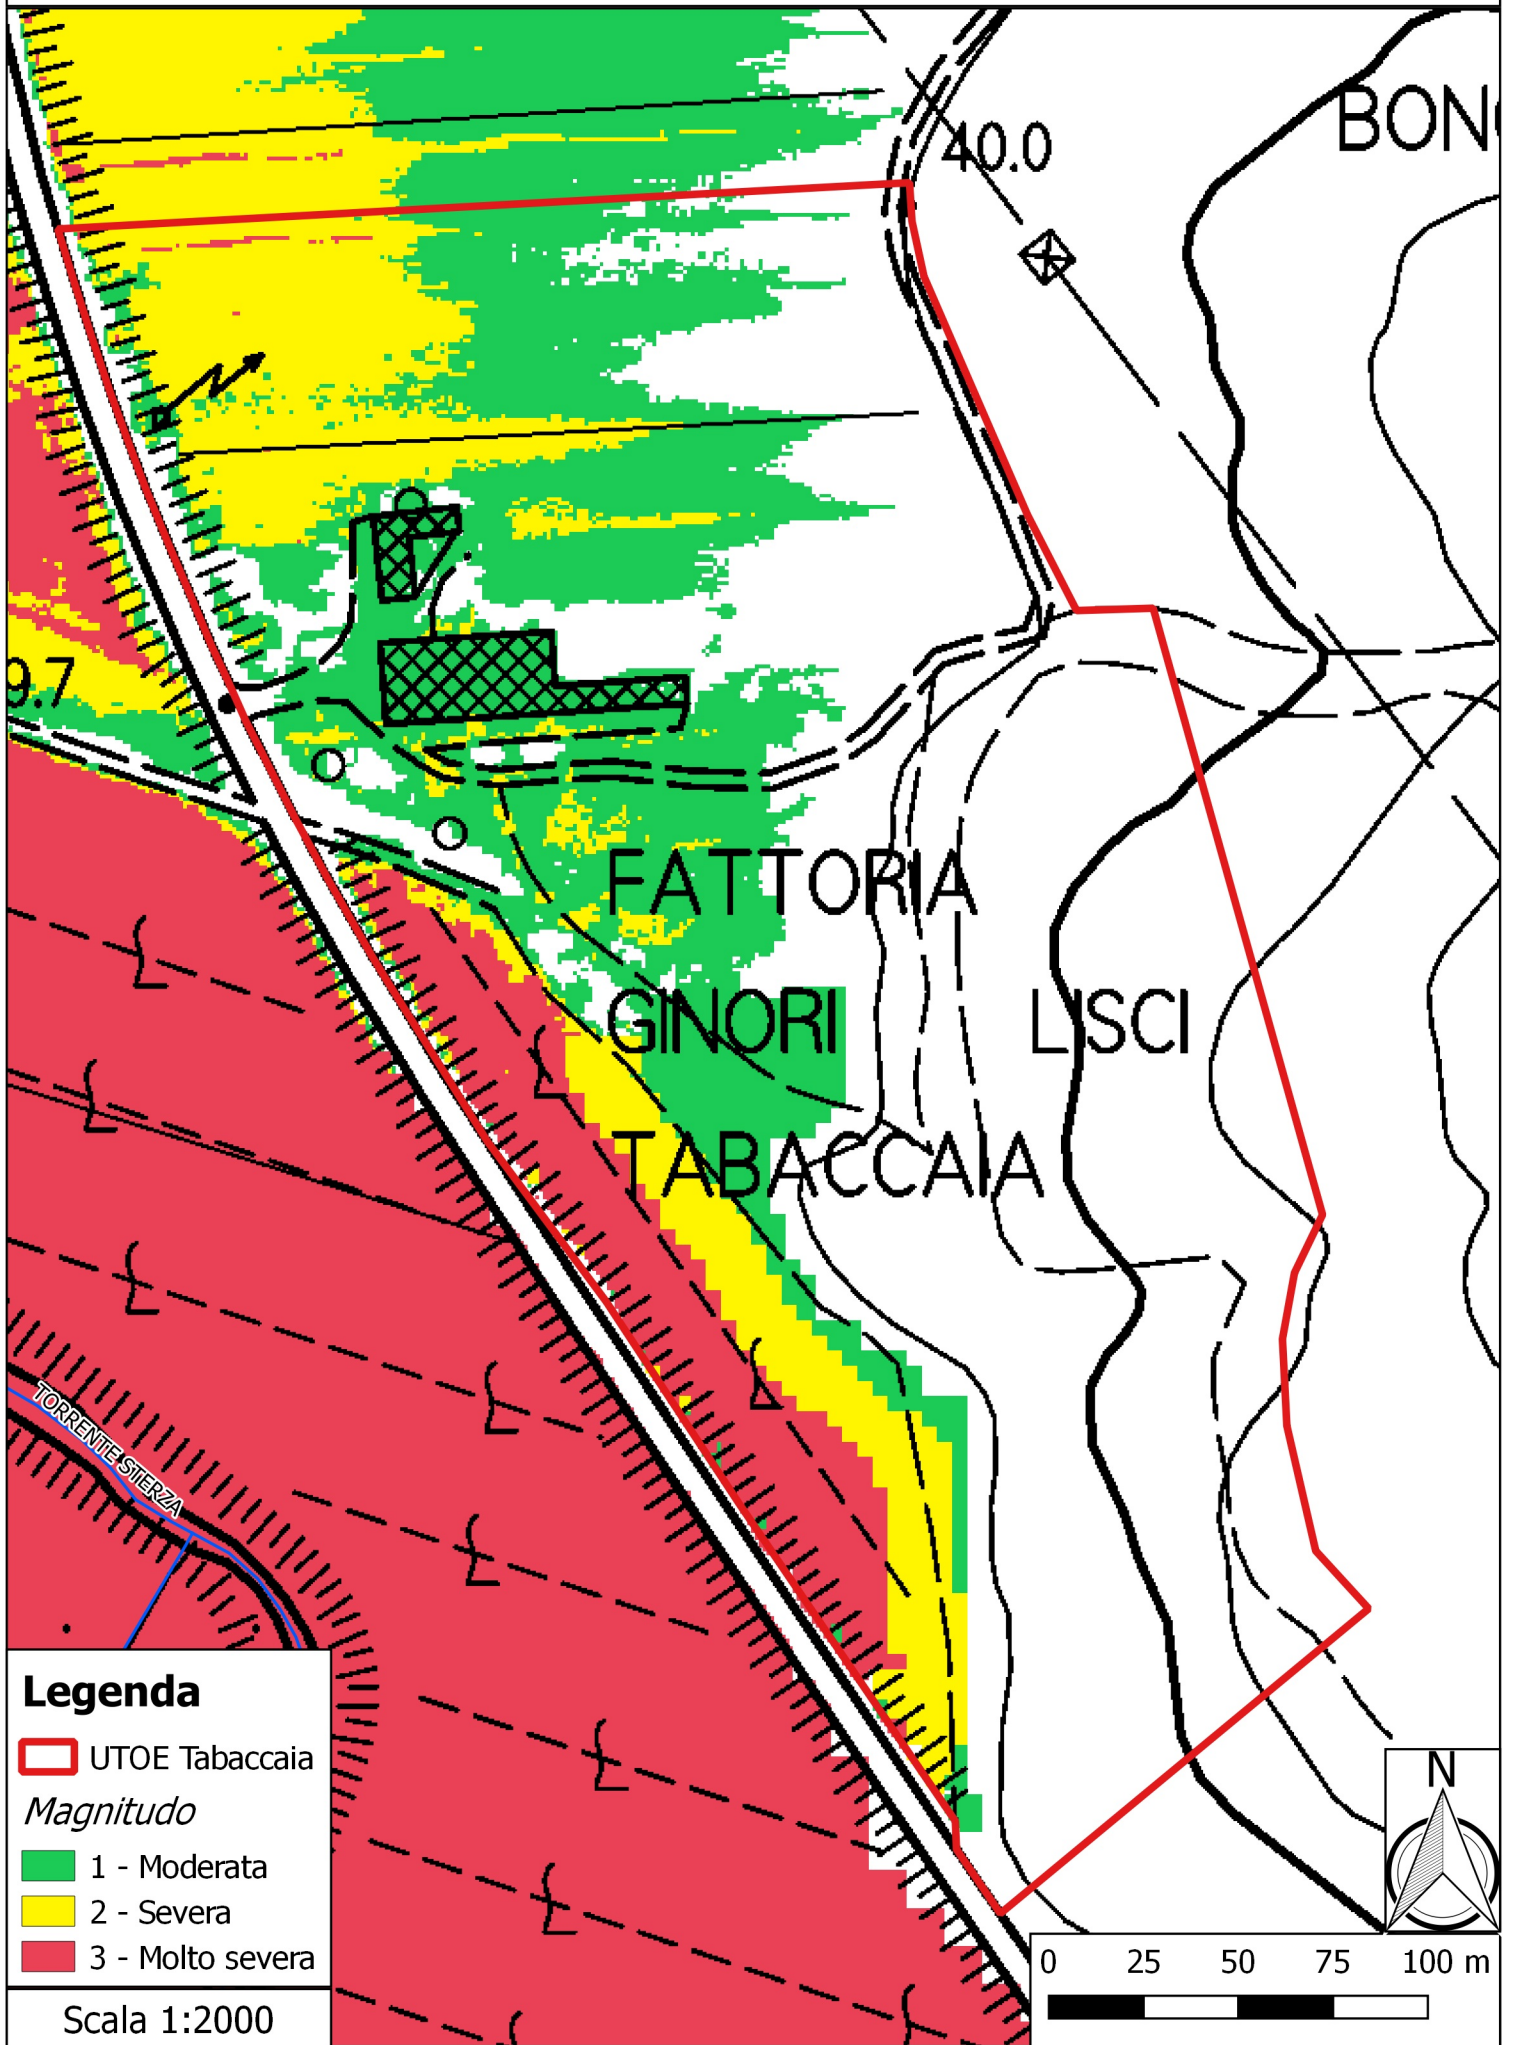 BON
40.0
9.7
FATTORIA
GINORI LISCI
TABACCAIA
TORRENTE STERZA
Legenda
UTOE Tabaccaia
Magnitudo
1 - Moderata
2 - Severa
3 - Molto severa
Scala 1:2000
N
0 25 50 75 100 m